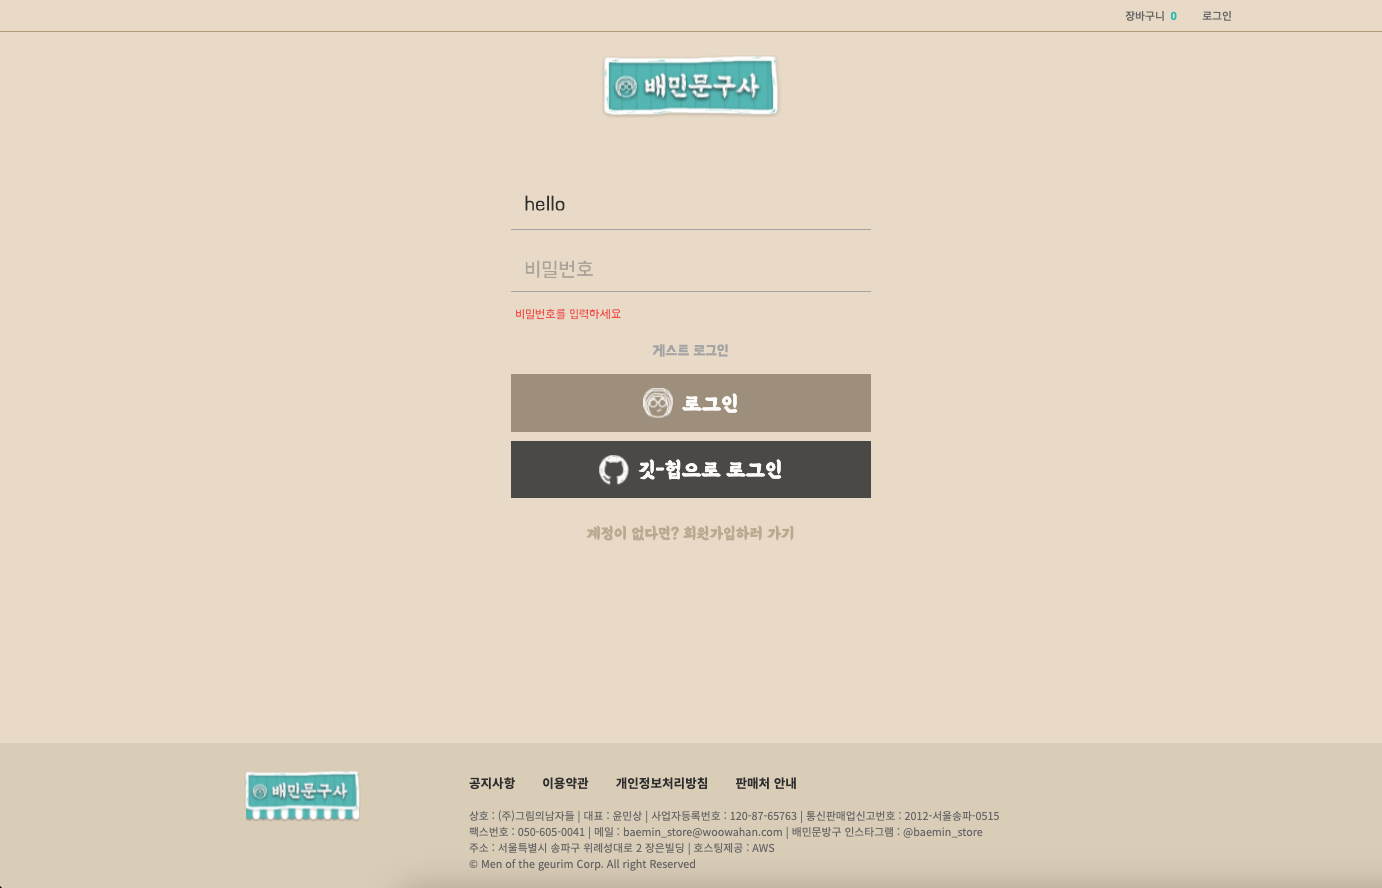 장바구니 0 로그인
배민문구사
hello
비밀번호
비밀번호를 입력하세요
게스트 로그인
로그인
깃-헙으로 로그인
계정이 없다면? 회원가입하러 가기
배민문구사
공지사항 이용약관 개인정보처리방침 판매처 안내
상호 : (주)그림의남자들 | 대표 : 윤민상 | 사업자등록번호 : 120-87-65763 | 통신판매업신고번호 : 2012-서울송파-0515
팩스번호 : 050-605-0041 | 메일 : baemin_store@woowahan.com | 배민문방구 인스타그램 : @baemin_store
주소 : 서울특별시 송파구 위례성대로 2 장은빌딩 | 호스팅제공 : AWS
© Men of the geurim Corp. All right Reserved